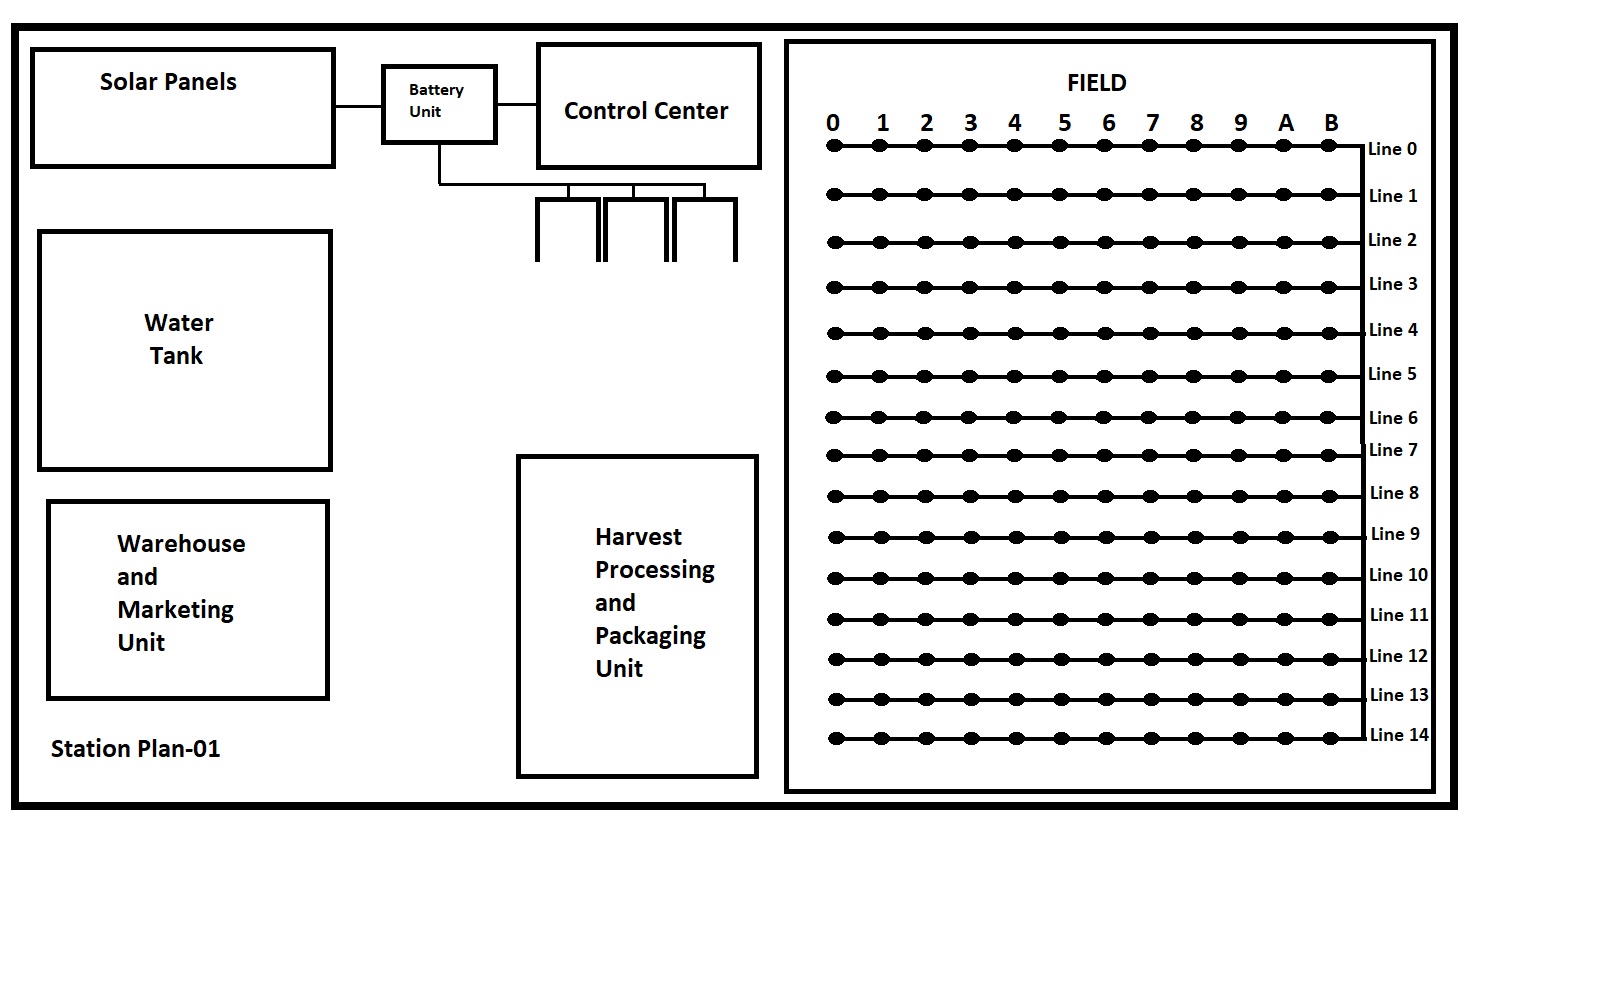 Solar Panels
Battery
Unit
Control Center
FIELD
0 1 2 3 4 5 6 7 8 9 A B
Line 0
Line 1
Line 2
Line 3
Line 4
Line 5
Line 6
Line 7
Line 8
Line 9
Line 10
Line 11
Line 12
Line 13
Line 14
Water
Tank
Warehouse
and
Marketing
Unit
Harvest
Processing
and
Packaging
Unit
Station Plan-01